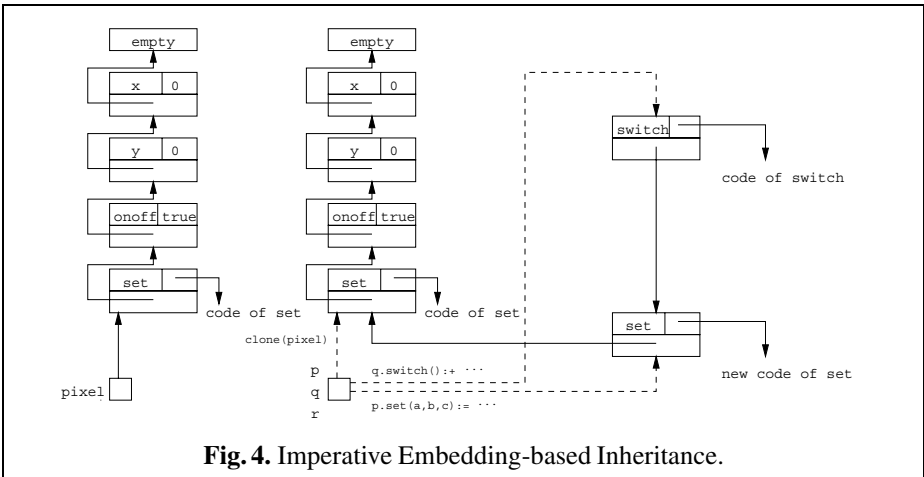 empty empty
x 0 x 0
switch
y 0 y 0
code of switch
onoff true onoff true
set set set
code of set code of set
clone(pixel)
p q.switch():+ ···
new code of set
pixel q
r p.set(a,b,c):= ···
Fig. 4. Imperative Embedding-based Inheritance.